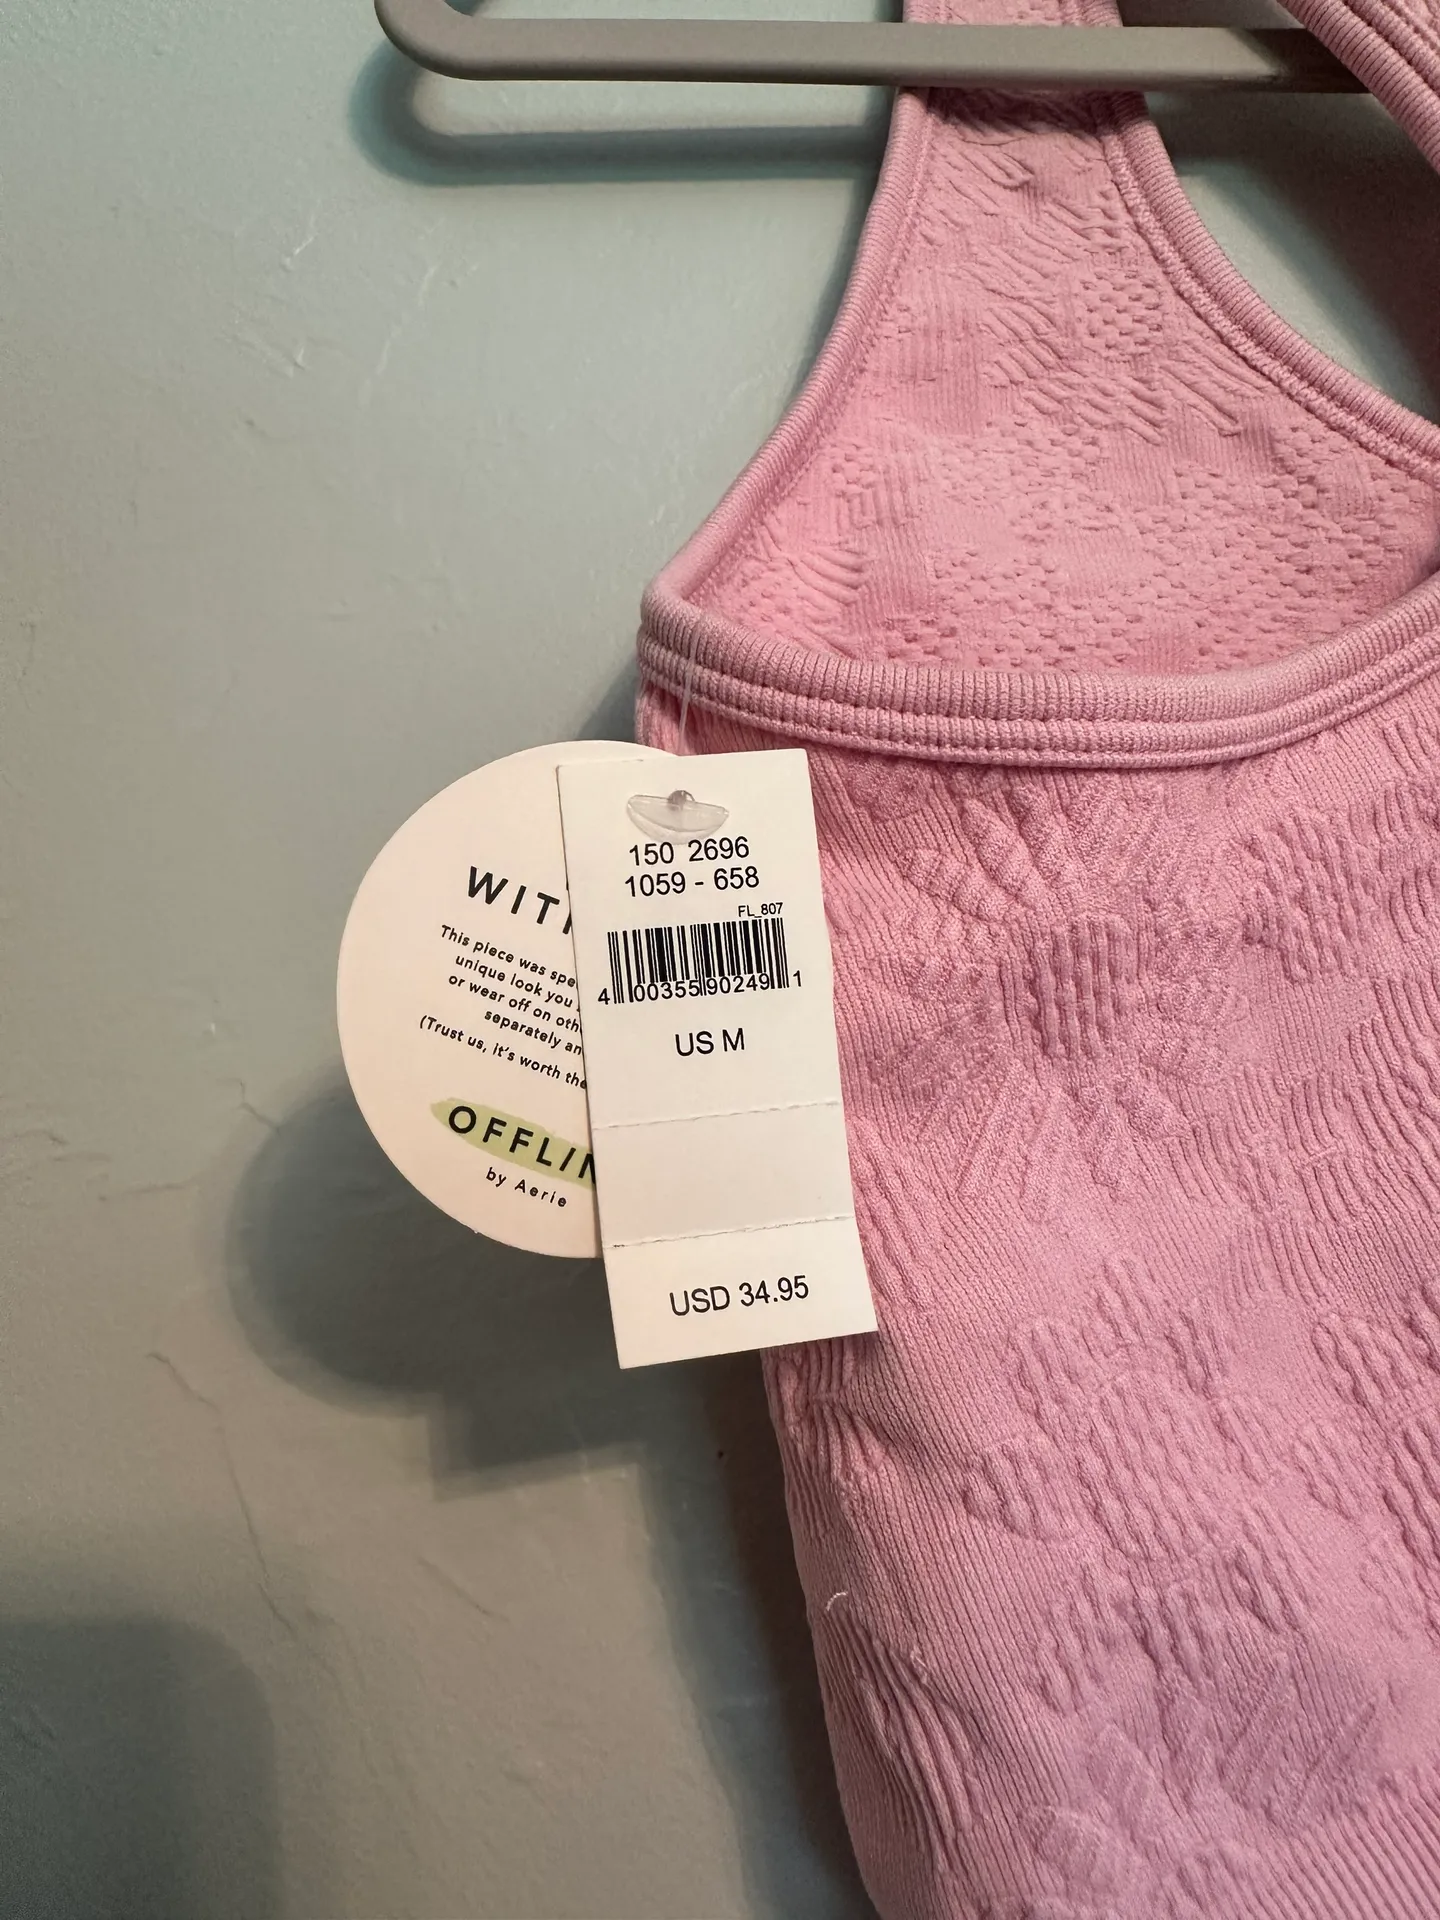 WIT
This piece was spe
unique look you
or wear off on oth
separately an
(Trust us, it's worth the
OFFLIN
by Aerie
150 2696
1059 - 658
FL_807
4 00355 90249 1
US M
USD 34.95